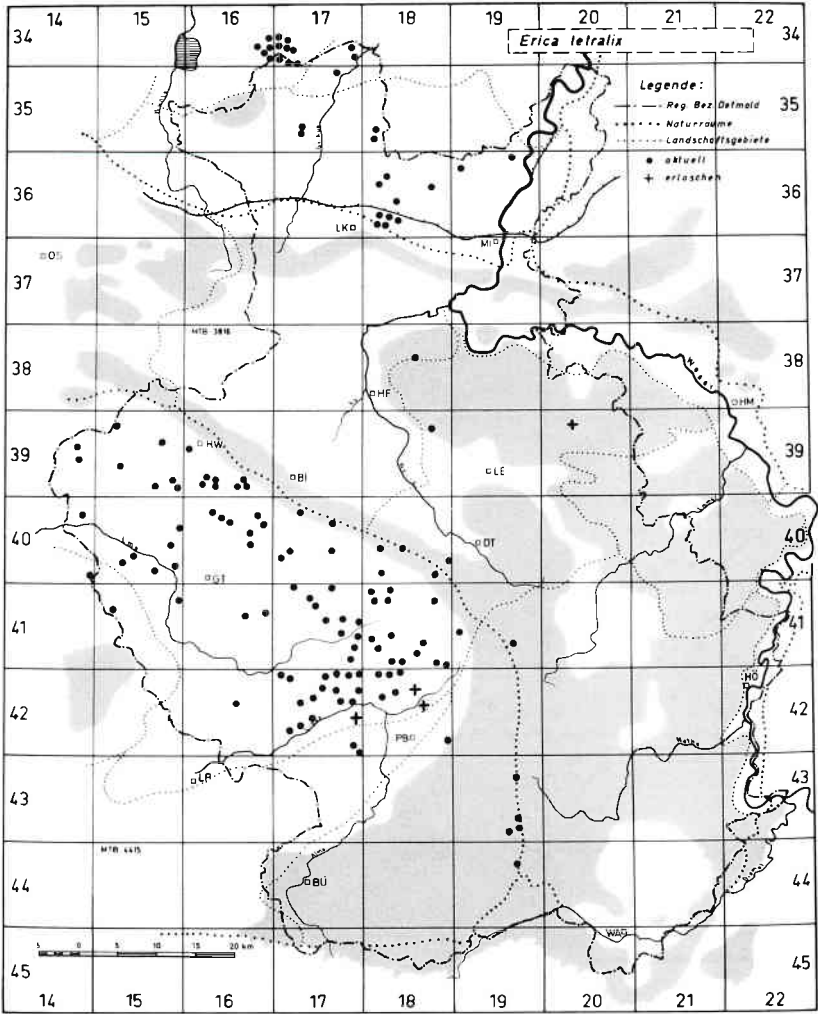 14 15 16 17 18 19 20 21 22
34 34
Erica tetralix
Legende:
35 Reg. Bez. Detmold 35
Naturräume
Landschaftsgebiete
aktuell
36 erloschen 36
LK
MI
OS
37 37
MTB 3816
38 38
HF
HM
39 HW 39
LE
BI
40 Ems DT 40
GT
41 41
HÖ
42 42
PB
Nethe
LP
43 43
MTB 4415
44 BÜ 44
WAR
5 0 5 10 15 20 km
45 45
14 15 16 17 18 19 20 21 22